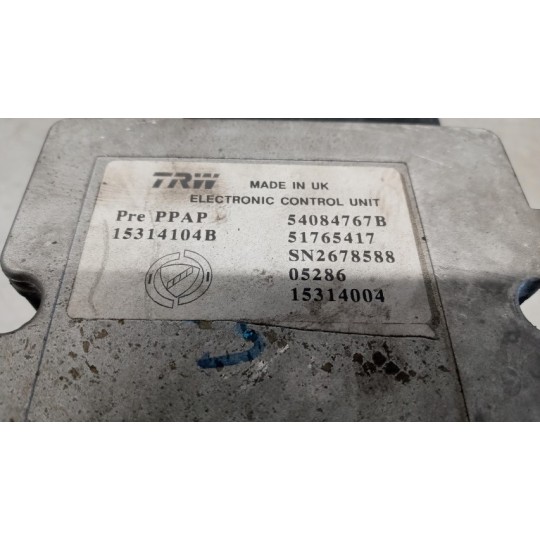 TRW MADE IN UK
ELECTRONIC CONTROL UNIT
Pre PPAP 54084767B
15314104B 51765417
SN2678588
05286
15314004